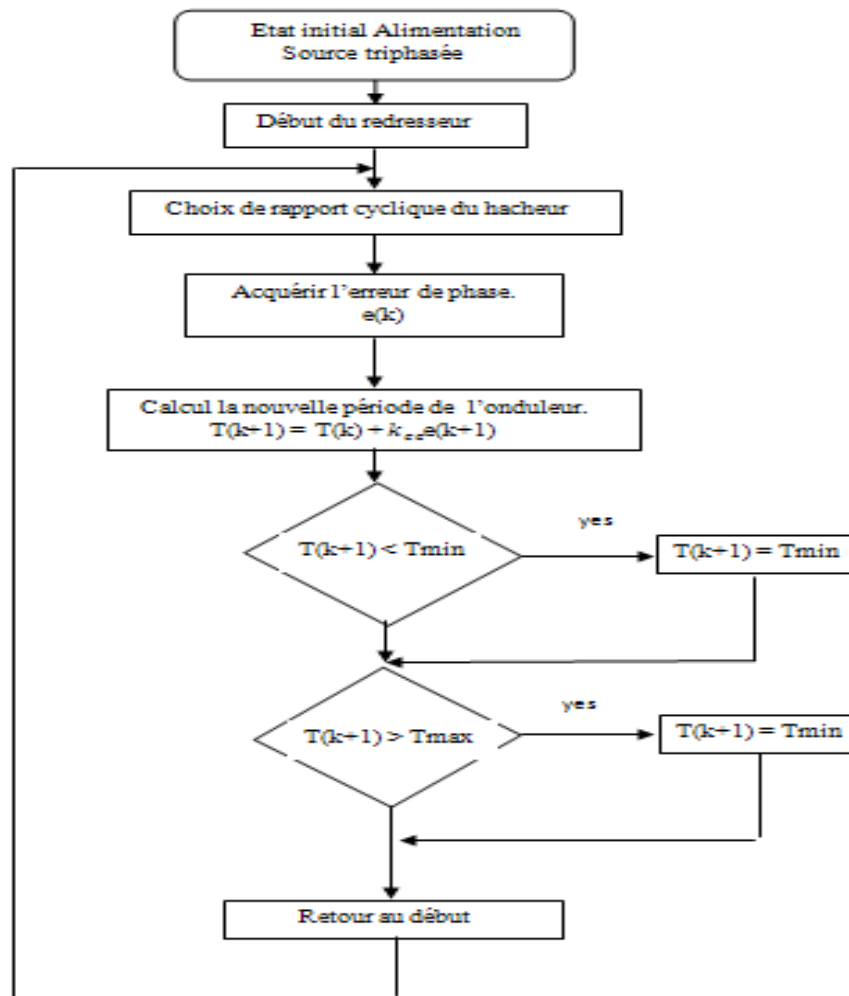 Etat initial Alimentation
Source triphasée
Début du redresseur
Choix de rapport cyclique du hacheur
Acquérir l'erreur de phase.
e(k)
Calcul la nouvelle période de l'onduleur.
T(k+1) = T(k) + k e(k+1)
T(k+1) < Tmin
yes
T(k+1) = Tmin
T(k+1) > Tmax
yes
T(k+1) = Tmin
Retour au début